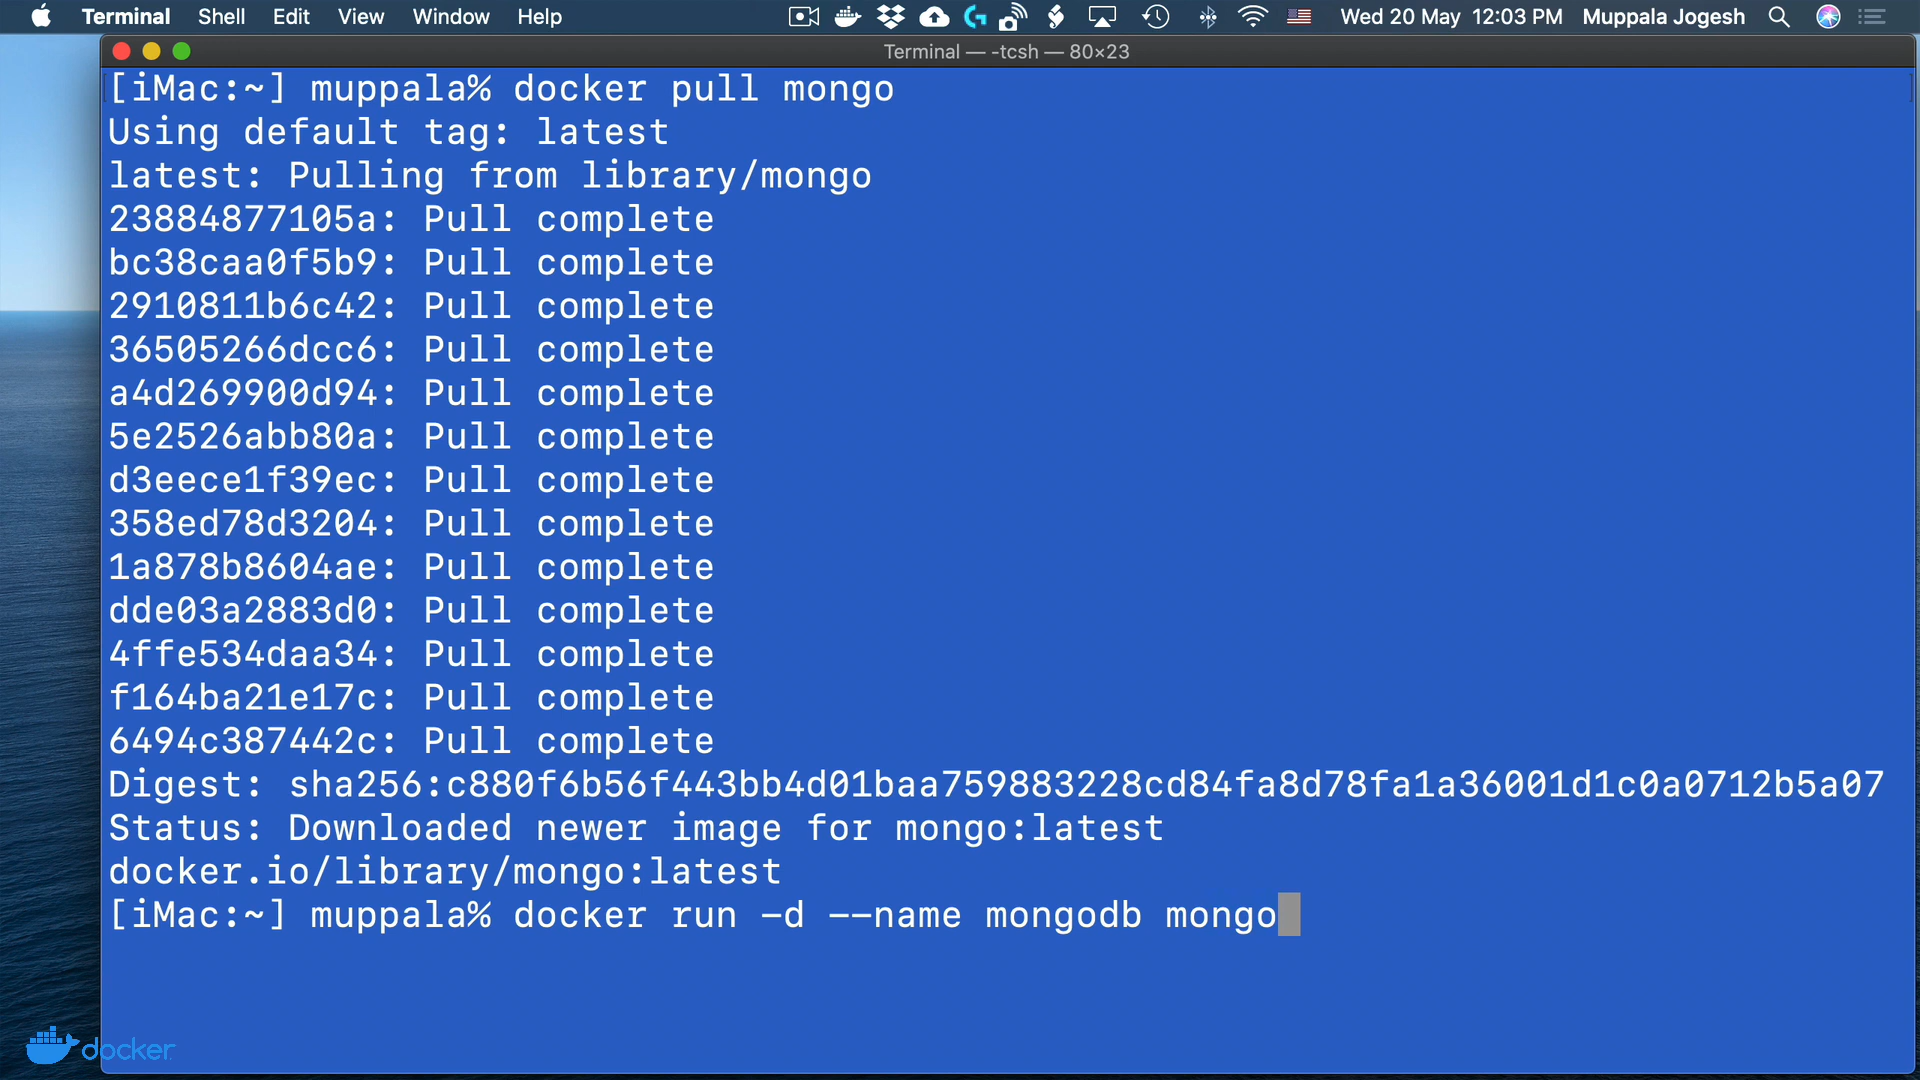 Terminal Shell Edit View Window Help Wed 20 May 12:03 PM Muppala Jogesh
Terminal — -tcsh — 80×23
[iMac:~] muppala% docker pull mongo
Using default tag: latest
latest: Pulling from library/mongo
23884877105a: Pull complete
bc38caa0f5b9: Pull complete
2910811b6c42: Pull complete
36505266dcc6: Pull complete
a4d269900d94: Pull complete
5e2526abb80a: Pull complete
d3eece1f39ec: Pull complete
358ed78d3204: Pull complete
1a878b8604ae: Pull complete
dde03a2883d0: Pull complete
4ffe534daa34: Pull complete
f164ba21e17c: Pull complete
6494c387442c: Pull complete
Digest: sha256:c880f6b56f443bb4d01baa759883228cd84fa8d78fa1a36001d1c0a0712b5a07
Status: Downloaded newer image for mongo:latest
docker.io/library/mongo:latest
[iMac:~] muppala% docker run -d --name mongodb mongo
docker